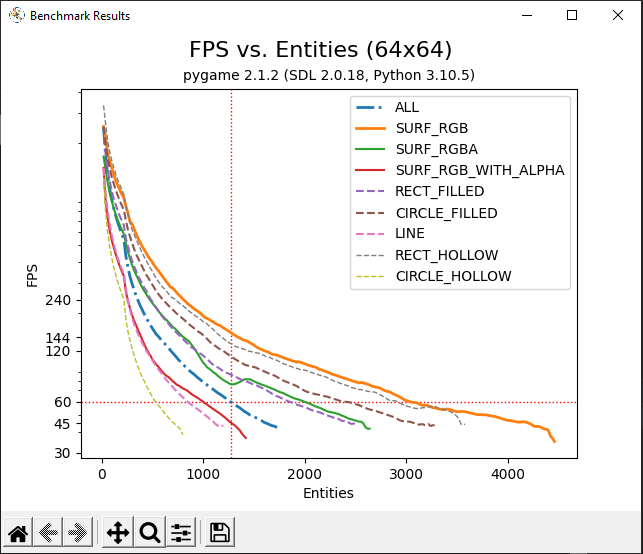 Benchmark Results
FPS vs. Entities (64x64)
pygame 2.1.2 (SDL 2.0.18, Python 3.10.5)
ALL
SURF_RGB
SURF_RGBA
SURF_RGB_WITH_ALPHA
RECT_FILLED
CIRCLE_FILLED
LINE
RECT_HOLLOW
CIRCLE_HOLLOW
FPS
240
144
120
60
45
30
0 1000 2000 3000 4000
Entities